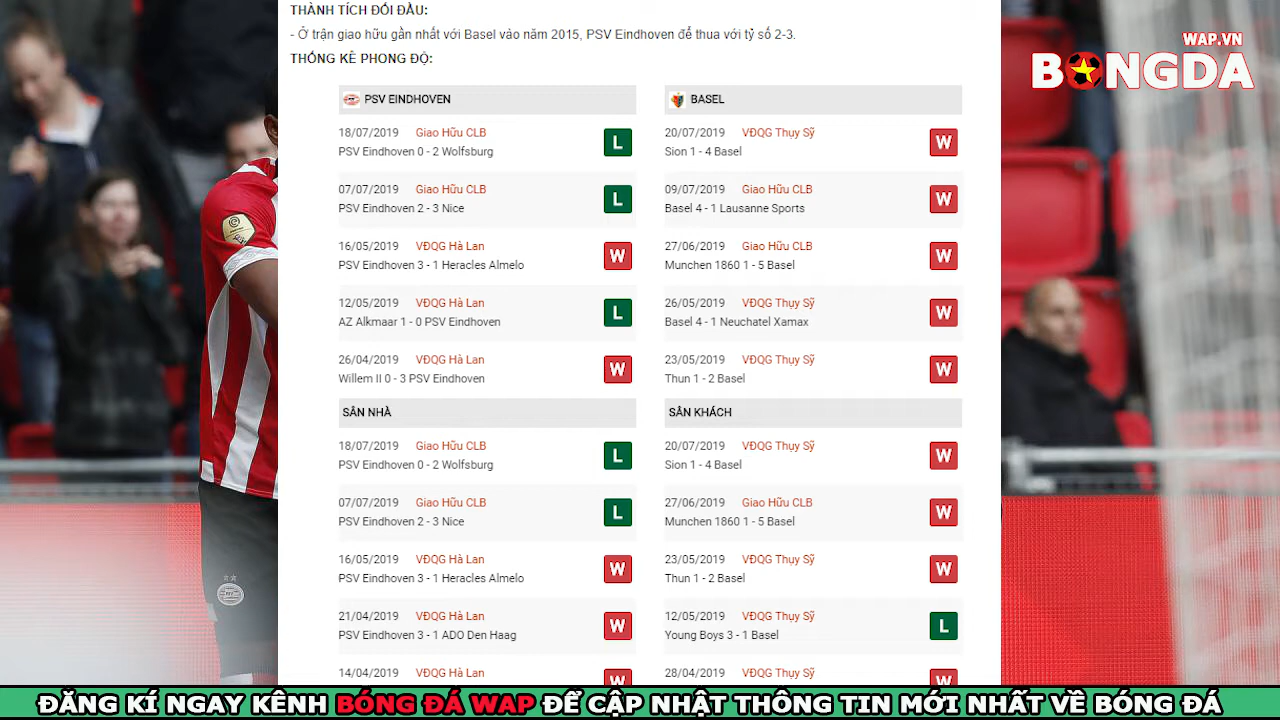 THÀNH TÍCH ĐỐI ĐẦU:
- Ở trận giao hữu gần nhất với Basel vào năm 2015, PSV Eindhoven để thua với tỷ số 2-3.
THỐNG KÊ PHONG ĐỘ:
WAP.VN
BONGDA
PSV EINDHOVEN
18/07/2019 Giao Hữu CLB
PSV Eindhoven 0 - 2 Wolfsburg L
07/07/2019 Giao Hữu CLB
PSV Eindhoven 2 - 3 Nice L
16/05/2019 VĐQG Hà Lan
PSV Eindhoven 3 - 1 Heracles Almelo W
12/05/2019 VĐQG Hà Lan
AZ Alkmaar 1 - 0 PSV Eindhoven L
26/04/2019 VĐQG Hà Lan
Willem II 0 - 3 PSV Eindhoven W
SÂN NHÀ
18/07/2019 Giao Hữu CLB
PSV Eindhoven 0 - 2 Wolfsburg L
07/07/2019 Giao Hữu CLB
PSV Eindhoven 2 - 3 Nice L
16/05/2019 VĐQG Hà Lan
PSV Eindhoven 3 - 1 Heracles Almelo W
21/04/2019 VĐQG Hà Lan
PSV Eindhoven 3 - 1 ADO Den Haag W
14/04/2019 VĐQG Hà Lan W
BASEL
20/07/2019 VĐQG Thụy Sỹ
Sion 1 - 4 Basel W
09/07/2019 Giao Hữu CLB
Basel 4 - 1 Lausanne Sports W
27/06/2019 Giao Hữu CLB
Munchen 1860 1 - 5 Basel W
26/05/2019 VĐQG Thụy Sỹ
Basel 4 - 1 Neuchatel Xamax W
23/05/2019 VĐQG Thụy Sỹ
Thun 1 - 2 Basel W
SÂN KHÁCH
20/07/2019 VĐQG Thụy Sỹ
Sion 1 - 4 Basel W
27/06/2019 Giao Hữu CLB
Munchen 1860 1 - 5 Basel W
23/05/2019 VĐQG Thụy Sỹ
Thun 1 - 2 Basel W
12/05/2019 VĐQG Thụy Sỹ
Young Boys 3 - 1 Basel L
28/04/2019 VĐQG Thụy Sỹ W
ĐĂNG KÍ NGAY KÊNH BÓNG ĐÁ WAP ĐỂ CẬP NHẬT THÔNG TIN MỚI NHẤT VỀ BÓNG ĐÁ